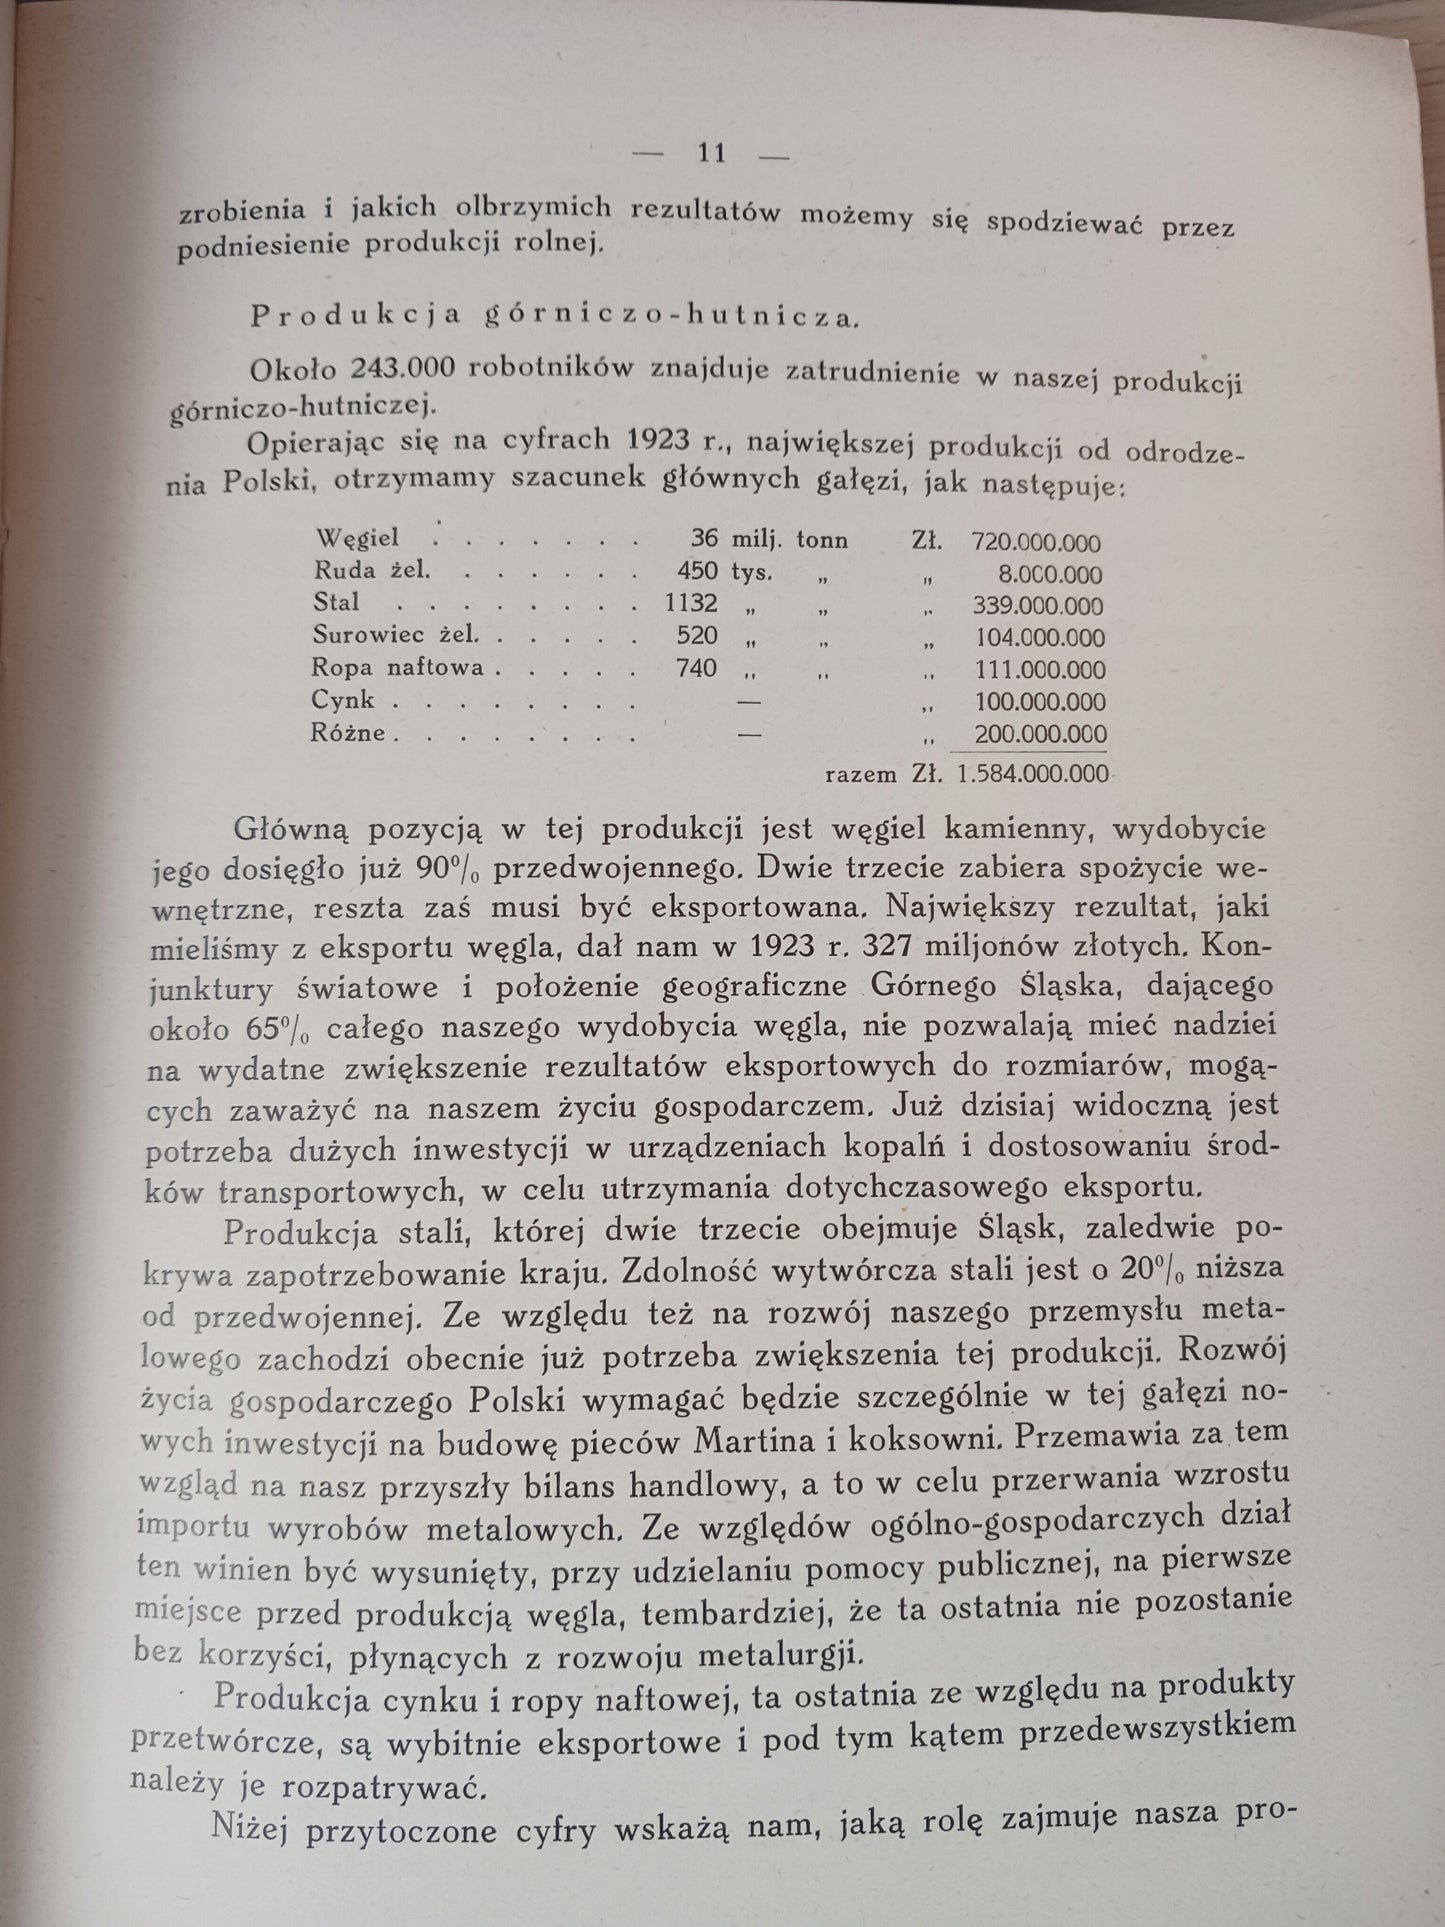 — 11 —
zrobienia i jakich olbrzymich rezultatów możemy się spodziewać przez
podniesienie produkcji rolnej.
Produkcja górniczo-hutnicza.
Około 243.000 robotników znajduje zatrudnienie w naszej produkcji
górniczo-hutniczej.
Opierając się na cyfrach 1923 r., największej produkcji od odrodze-
nia Polski, otrzymamy szacunek głównych gałęzi, jak następuje:
Węgiel . . . . . . . 36 milj. tonn Zł. 720.000.000
Ruda żel. . . . . . . 450 tys. „ „ 8.000.000
Stal . . . . . . . . 1132 „ „ „ 339.000.000
Surowiec żel. . . . . . 520 „ „ „ 104.000.000
Ropa naftowa . . . . . 740 „ „ „ 111.000.000
Cynk . . . . . . . . — „ 100.000.000
Różne . . . . . . . . — „ 200.000.000
razem Zł. 1.584.000.000
Główną pozycją w tej produkcji jest węgiel kamienny, wydobycie
jego dosięgło już 90% przedwojennego. Dwie trzecie zabiera spożycie we-
wnętrzne, reszta zaś musi być eksportowana. Największy rezultat, jaki
mieliśmy z eksportu węgla, dał nam w 1923 r. 327 miljonów złotych. Kon-
junktury światowe i położenie geograficzne Górnego Śląska, dającego
około 65% całego naszego wydobycia węgla, nie pozwalają mieć nadziei
na wydatne zwiększenie rezultatów eksportowych do rozmiarów, mogą-
cych zaważyć na naszem życiu gospodarczem. Już dzisiaj widoczną jest
potrzeba dużych inwestycji w urządzeniach kopalń i dostosowaniu środ-
ków transportowych, w celu utrzymania dotychczasowego eksportu.
Produkcja stali, której dwie trzecie obejmuje Śląsk, zaledwie po-
krywa zapotrzebowanie kraju. Zdolność wytwórcza stali jest o 20% niższa
od przedwojennej. Ze względu też na rozwój naszego przemysłu meta-
lowego zachodzi obecnie już potrzeba zwiększenia tej produkcji. Rozwój
życia gospodarczego Polski wymagać będzie szczególnie w tej gałęzi no-
wych inwestycji na budowę pieców Martina i koksowni. Przemawia za tem
wzgląd na nasz przyszły bilans handlowy, a to w celu przerwania wzrostu
importu wyrobów metalowych. Ze względów ogólno-gospodarczych dział
ten winien być wysunięty, przy udzielaniu pomocy publicznej, na pierwsze
miejsce przed produkcją węgla, tembardziej, że ta ostatnia nie pozostanie
bez korzyści, płynących z rozwoju metalurgji.
Produkcja cynku i ropy naftowej, ta ostatnia ze względu na produkty
przetwórcze, są wybitnie eksportowe i pod tym kątem przedewszystkiem
należy je rozpatrywać.
Niżej przytoczone cyfry wskażą nam, jaką rolę zajmuje nasza pro-